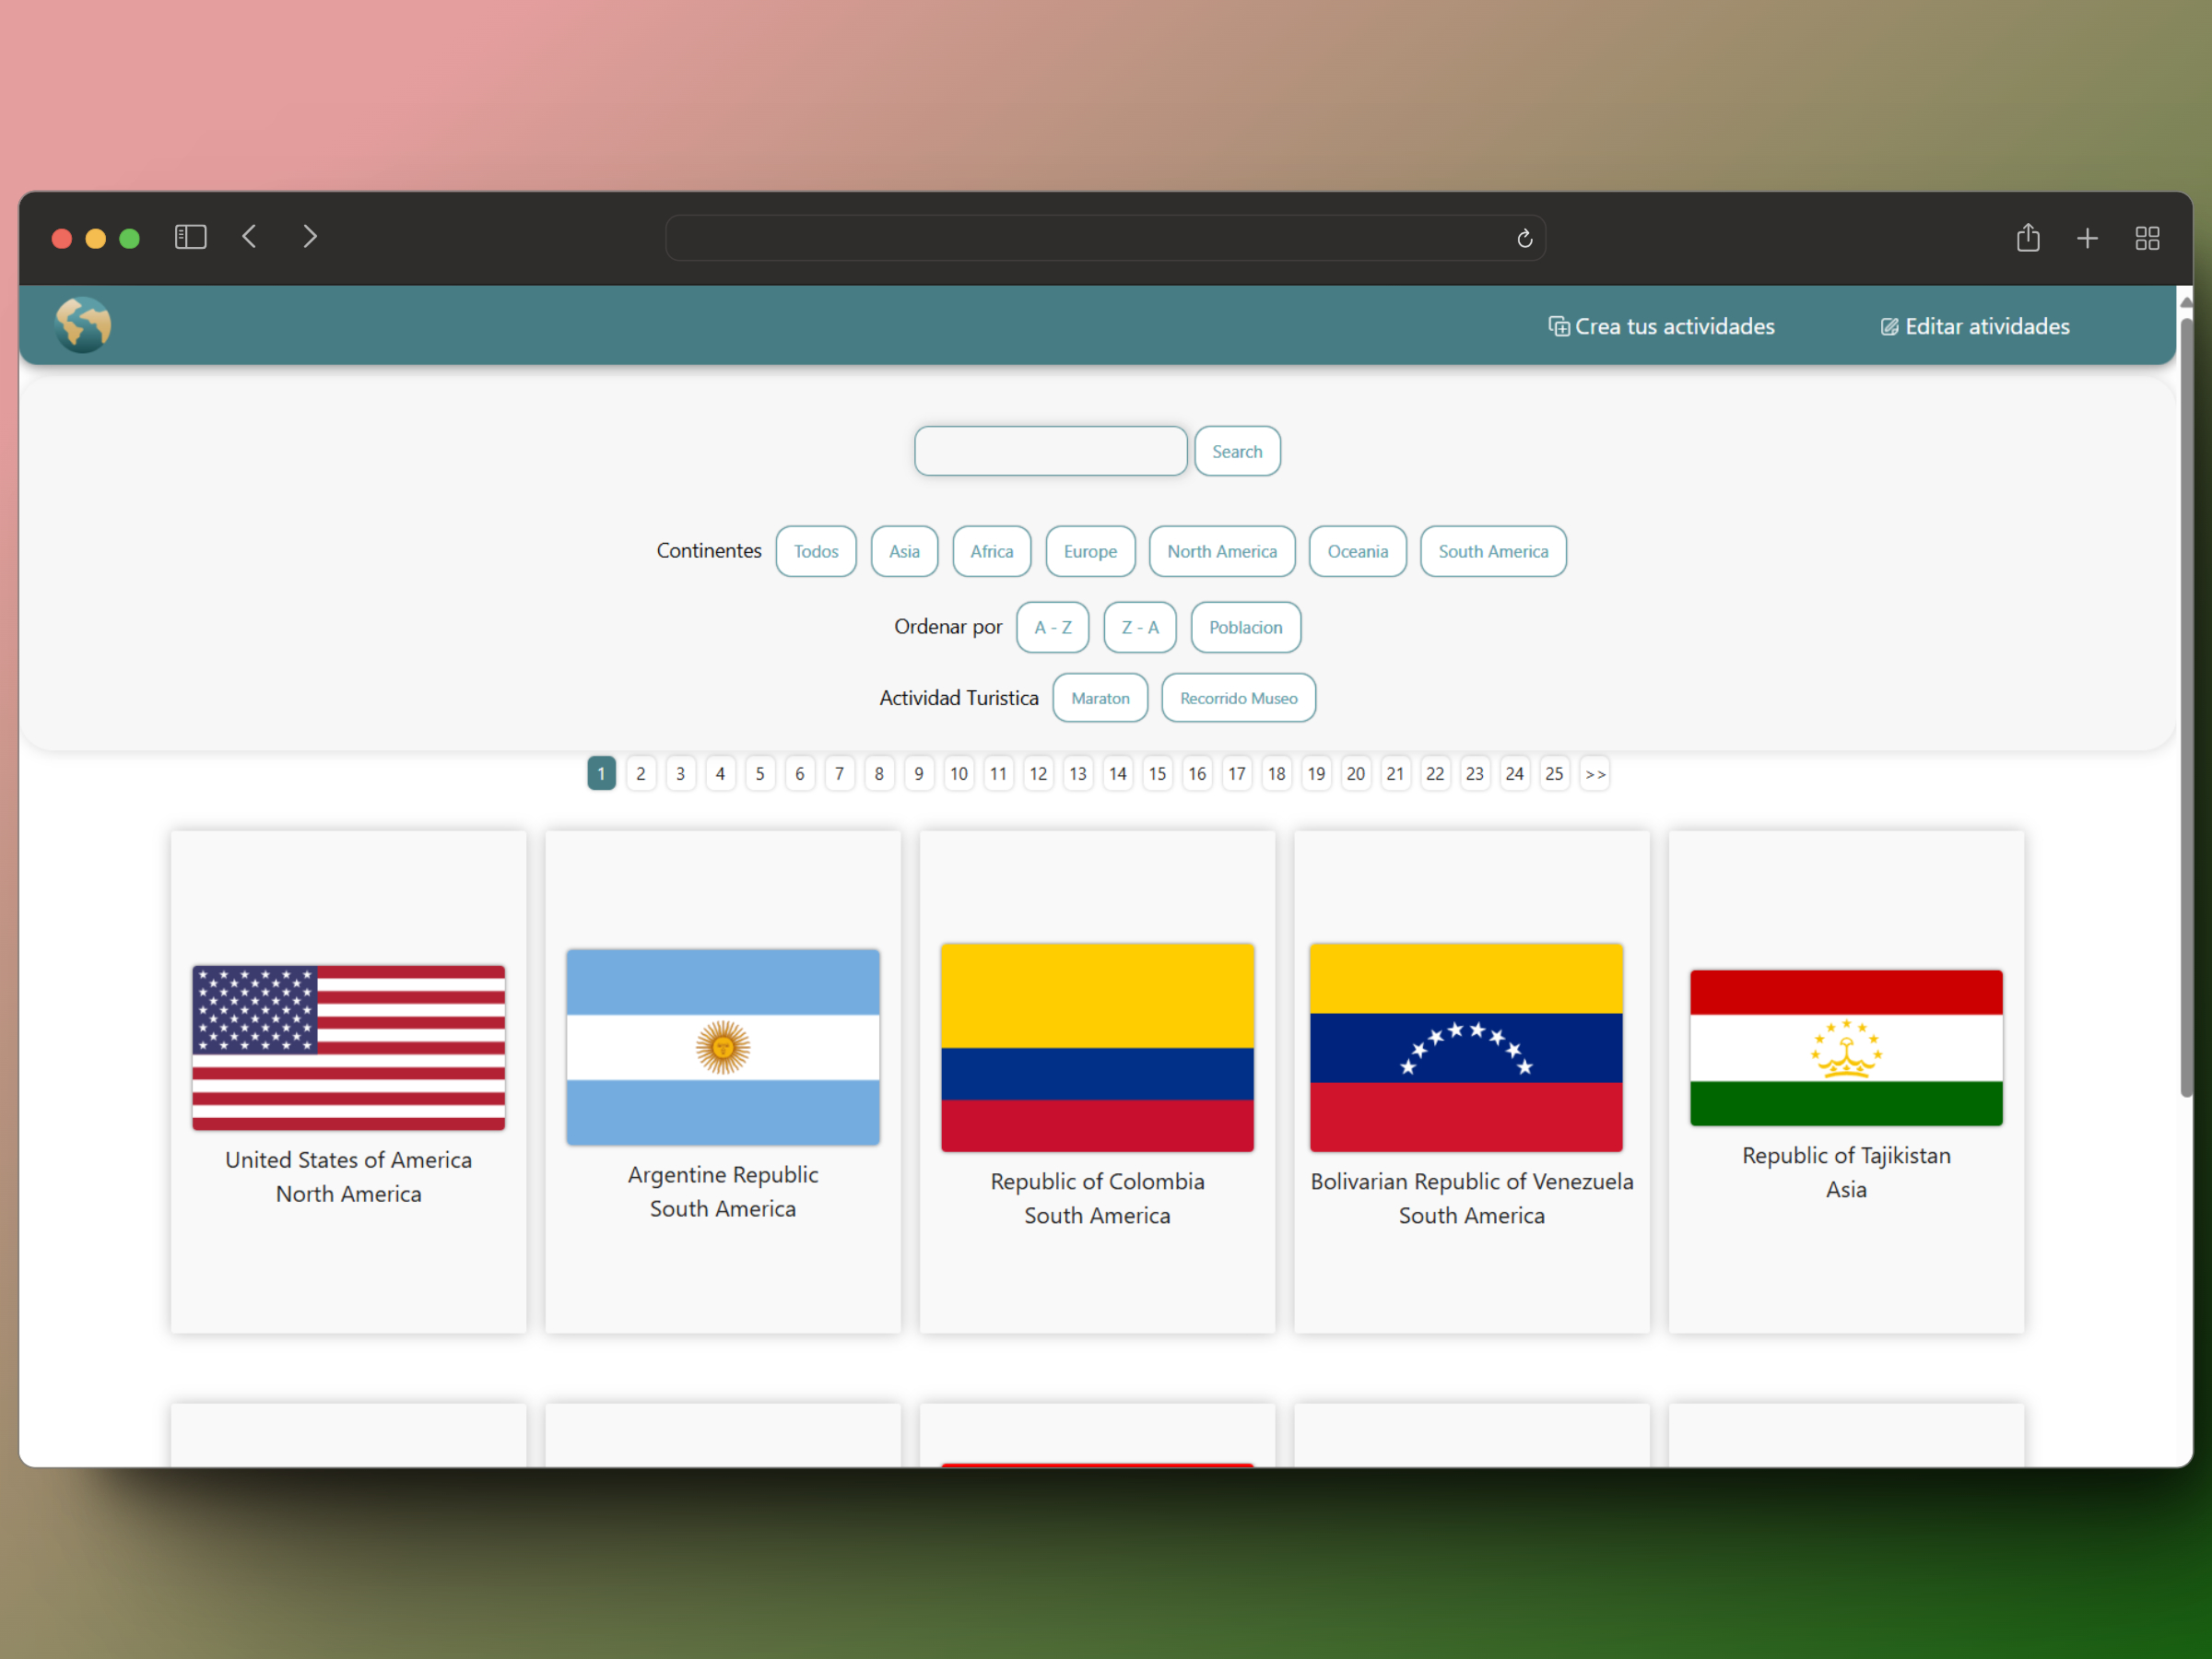 Crea tus actividades Editar atividades
Search
Continentes Todos Asia Africa Europe North America Oceania South America
Ordenar por A - Z Z - A Poblacion
Actividad Turistica Maraton Recorrido Museo
1 2 3 4 5 6 7 8 9 10 11 12 13 14 15 16 17 18 19 20 21 22 23 24 25 >>
United States of America
North America
Argentine Republic
South America
Republic of Colombia
South America
Bolivarian Republic of Venezuela
South America
Republic of Tajikistan
Asia